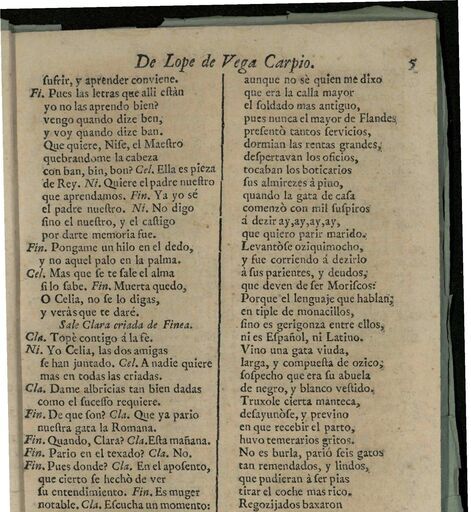 De Lope de Vega Carpio. 5
sufrir, y aprender conviene.
Fi. Pues las letras que alli están
yo no las aprendo bien?
vengo quando dize ben,
y voy quando dize ban.
Que quiere, Nise, el Maestro
quebrandome la cabeza
con ban, bin, bon? Cel. Ella es pieza
de Rey. Ni. Quiere el padre nuestro
que aprendamos. Fin. Ya yo sé
el padre nuestro. Ni. No digo
sino el nuestro, y el castigo
por darte memoria fue.
Fin. Pongame un hilo en el dedo,
y no aquel palo en la palma.
Cel. Mas que se te sale el alma
si lo sabe. Fin. Muerta quedo,
O Celia, no se lo digas,
y verás que te daré.
Sale Clara criada de Finea.
Cla. Topè contigo á la fe.
Ni. Yo Celia, las dos amigas
se han juntado. Cel. A nadie quiere
mas en todas las criadas.
Cla. Dame albricias tan bien dadas
como el sucesso requiere.
Fin. De que son? Cla. Que ya pario
nuestra gata la Romana.
Fin. Quando, Clara? Cla. Esta mañana.
Fin. Pario en el texado? Cla. No.
Fin. Pues donde? Cla. En el aposento,
que cierto se hechò de ver
su entendimiento. Fin. Es muger
notable. Cla. Escucha un momento:
aunque no sè quien me dixo
que era la calla mayor
el soldado mas antiguo,
pues nunca el mayor de Flandes
presentò tantos servicios,
dormian las rentas grandes,
despertavan los oficios,
tocaban los boticarios
sus almirezes á pino,
quando la gata de casa
comenzò con mil suspiros
á dezir ay, ay, ay, ay,
que quiero parir marido.
Levantòse oziquimocho,
y fue corriendo á dezirlo
á sus parientes, y deudos,
que deven de ser Moriscos:
Porque el lenguaje que hablan,
en tiple de monacillos,
sino es gerigonza entre ellos,
ni es Español, ni Latino.
Vino una gata viuda,
larga, y compuesta de ozico,
sospecho que era su abuela
de negro, y blanco vestido.
Truxole cierta manteca,
desayunòse, y previno
en que recebir el parto,
huvo temerarios gritos.
No es burla, pariò seis gatos
tan remendados, y lindos,
que pudieran á ser pias
tirar el coche mas rico.
Regozijados baxaron